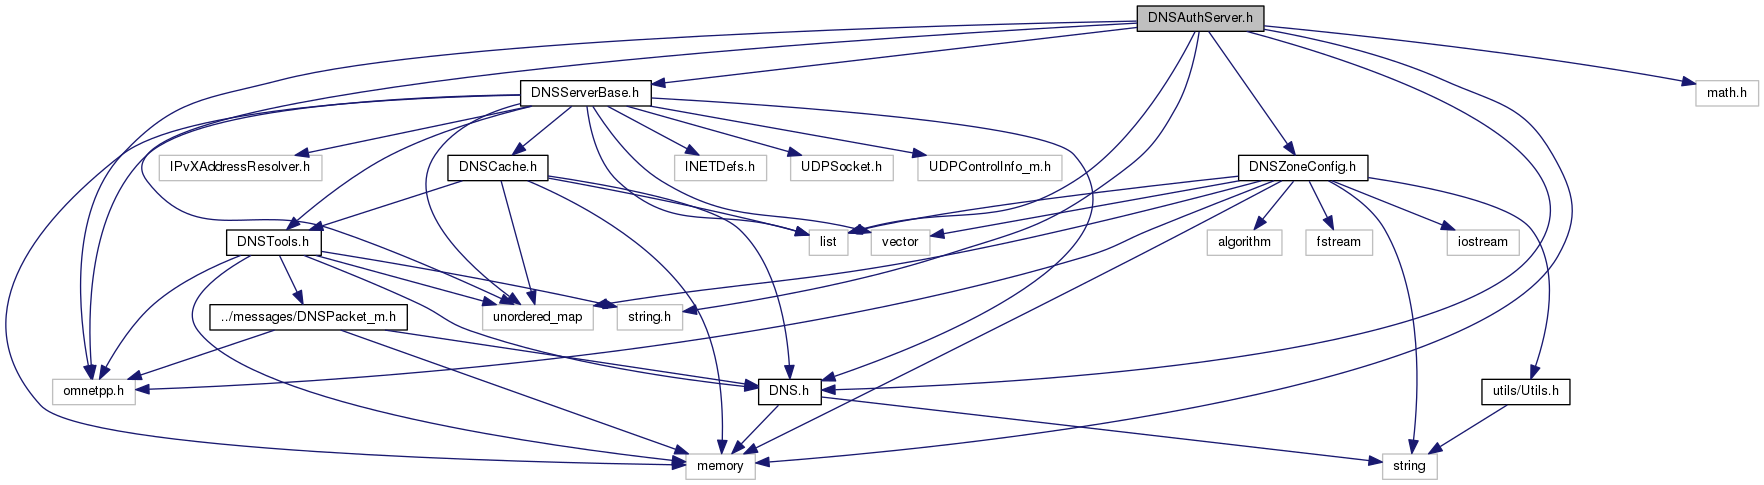 DNSAuthServer.h
DNSServerBase.h
math.h
IPvXAddressResolver.h
DNSCache.h
INETDefs.h
UDPSocket.h
UDPControlInfo_m.h
DNSZoneConfig.h
DNSTools.h
list
vector
algorithm
fstream
iostream
../messages/DNSPacket_m.h
unordered_map
string.h
omnetpp.h
DNS.h
utils/Utils.h
memory
string